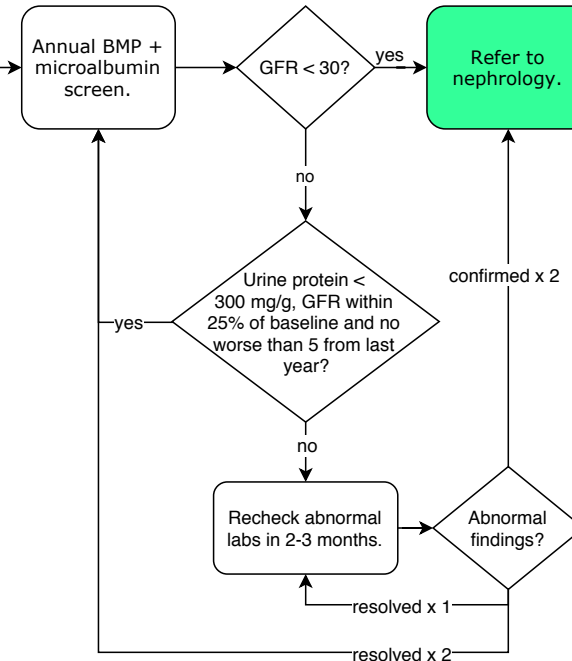 Annual BMP +
microalbumin
screen.
GFR < 30?
yes
Refer to
nephrology.
no
confirmed x 2
Urine protein <
300 mg/g, GFR within
25% of baseline and no
worse than 5 from last
year?
yes
no
Recheck abnormal
labs in 2-3 months.
Abnormal
findings?
resolved x 1
resolved x 2